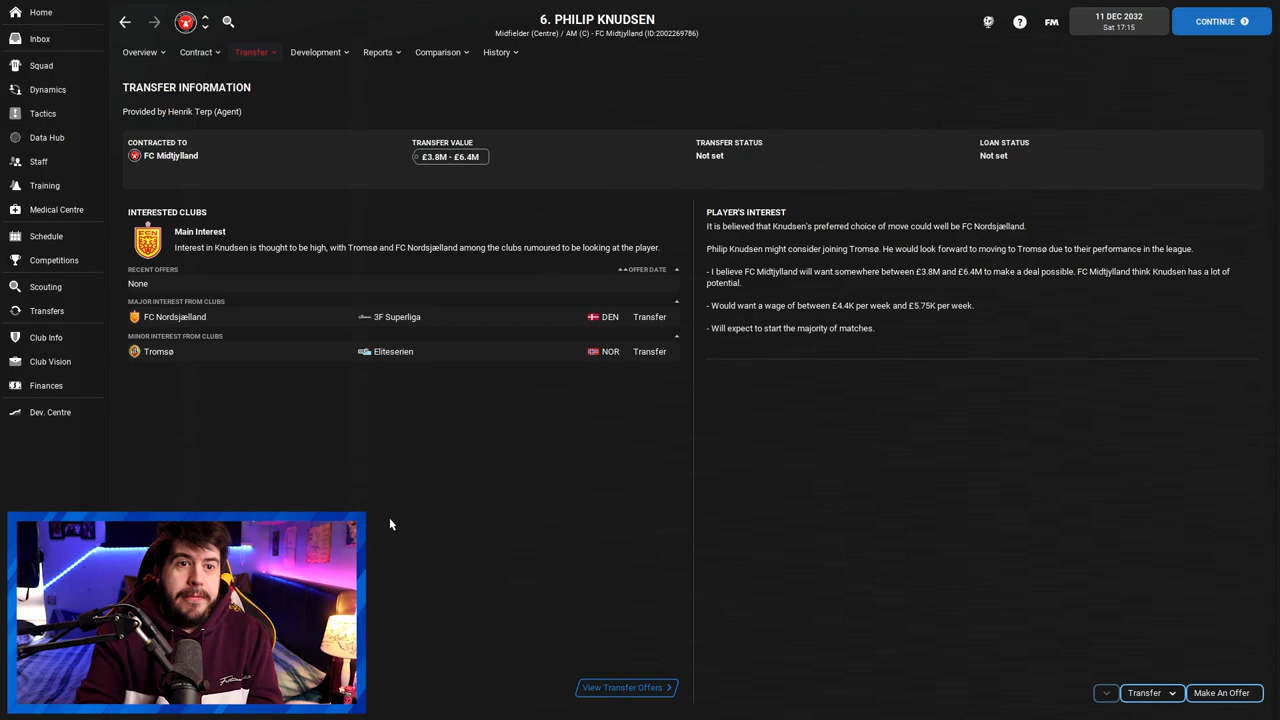 Home
Inbox
Squad
Dynamics
Tactics
Data Hub
Staff
Training
Medical Centre
Schedule
Competitions
Scouting
Transfers
Club Info
Club Vision
Finances
Dev. Centre
6. PHILIP KNUDSEN
Midfielder (Centre) / AM (C) - FC Midtjylland (ID:2002269786)
?
FM
11 DEC 2032
Sat 17:15
CONTINUE
Overview
Contract
Transfer
Development
Reports
Comparison
History
TRANSFER INFORMATION
Provided by Henrik Terp (Agent)
CONTRACTED TO
FC Midtjylland
TRANSFER VALUE
£3.8M - £6.4M
TRANSFER STATUS
Not set
LOAN STATUS
Not set
INTERESTED CLUBS
Main Interest
Interest in Knudsen is thought to be high, with Tromsø and FC Nordsjælland among the clubs rumoured to be looking at the player.
RECENT OFFERS OFFER DATE
None
MAJOR INTEREST FROM CLUBS
FC Nordsjælland 3F Superliga DEN Transfer
MINOR INTEREST FROM CLUBS
Tromsø Eliteserien NOR Transfer
View Transfer Offers
PLAYER'S INTEREST
It is believed that Knudsen's preferred choice of move could well be FC Nordsjælland.
Philip Knudsen might consider joining Tromsø. He would look forward to moving to Tromsø due to their performance in the league.
- I believe FC Midtjylland will want somewhere between £3.8M and £6.4M to make a deal possible. FC Midtjylland think Knudsen has a lot of
potential.
- Would want a wage of between £4.4K per week and £5.75K per week.
- Will expect to start the majority of matches.
Transfer
Make An Offer